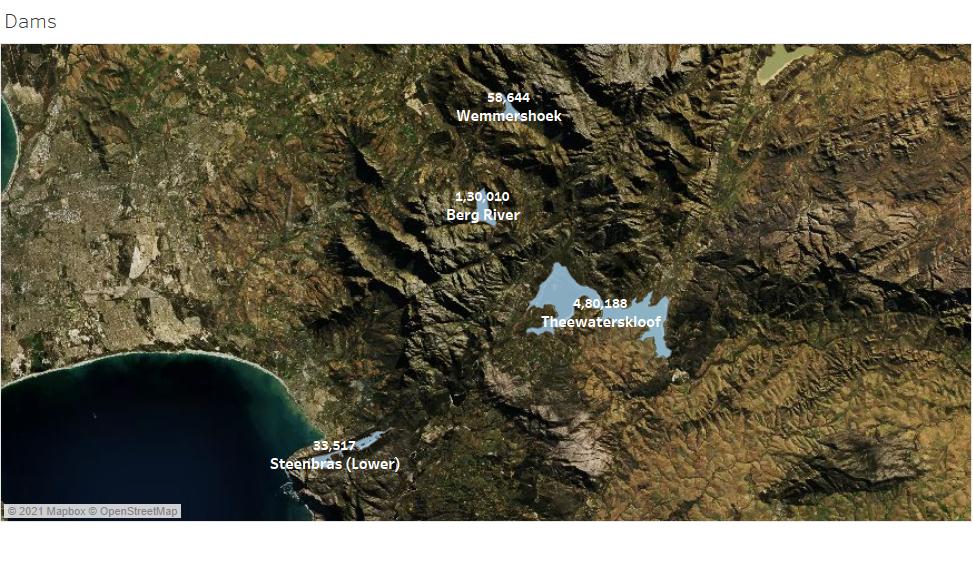 Dams
58,644
Wemmershoek
1,30,010
Berg River
4,80,188
Theewaterskloof
33,517
Steenbras (Lower)
© 2021 Mapbox © OpenStreetMap